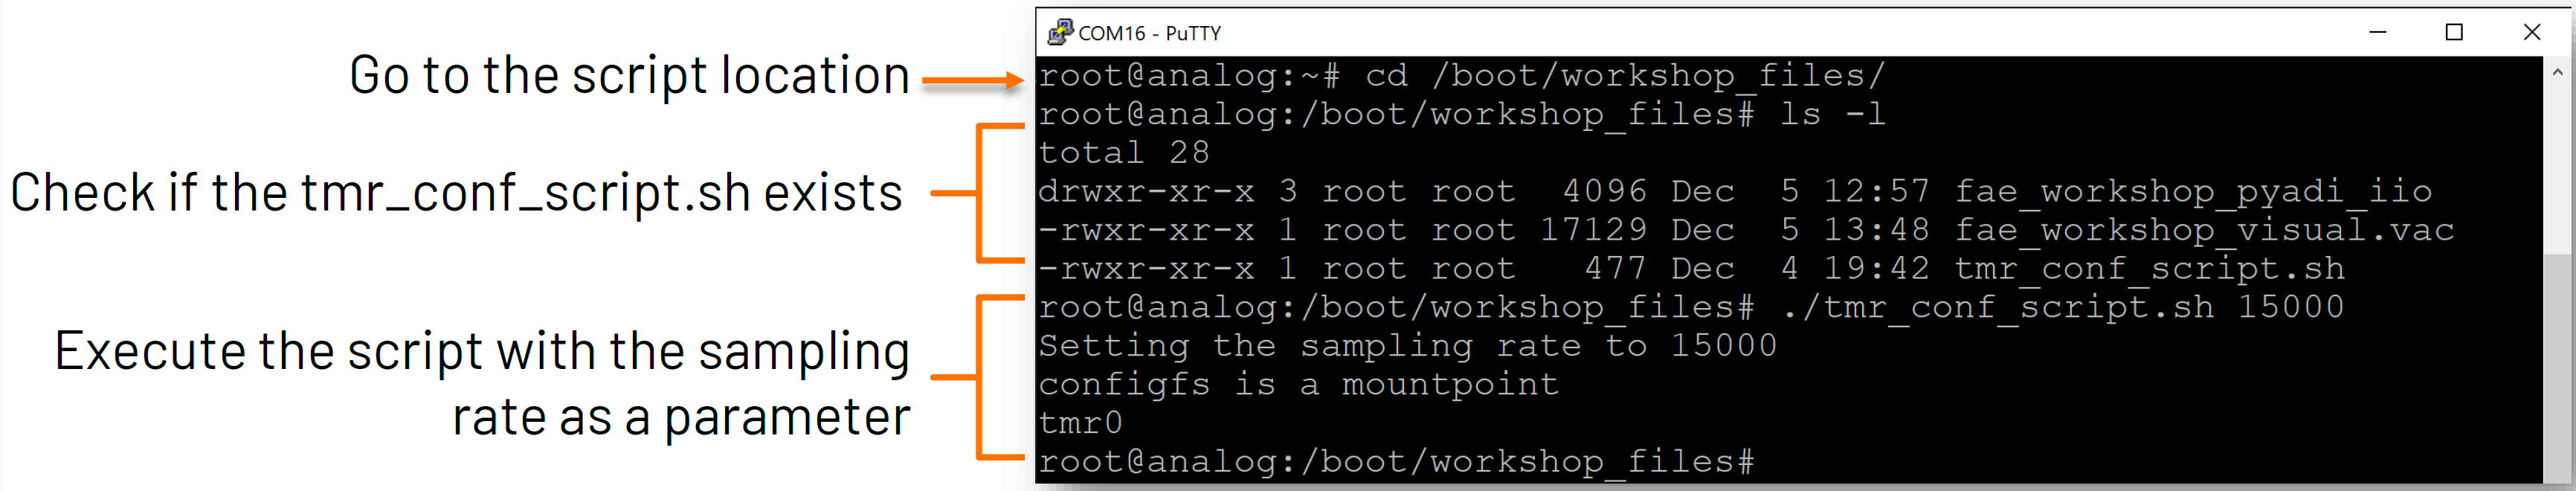 Go to the script location
Check if the tmr_conf_script.sh exists
Execute the script with the sampling
rate as a parameter
COM16 - PuTTY
root@analog:~# cd /boot/workshop_files/
root@analog:/boot/workshop_files# ls -l
total 28
drwxr-xr-x 3 root root  4096 Dec  5 12:57 fae_workshop_pyadi_iio
-rwxr-xr-x 1 root root 17129 Dec  5 13:48 fae_workshop_visual.vac
-rwxr-xr-x 1 root root   477 Dec  4 19:42 tmr_conf_script.sh
root@analog:/boot/workshop_files# ./tmr_conf_script.sh 15000
Setting the sampling rate to 15000
configfs is a mountpoint
tmr0
root@analog:/boot/workshop_files#